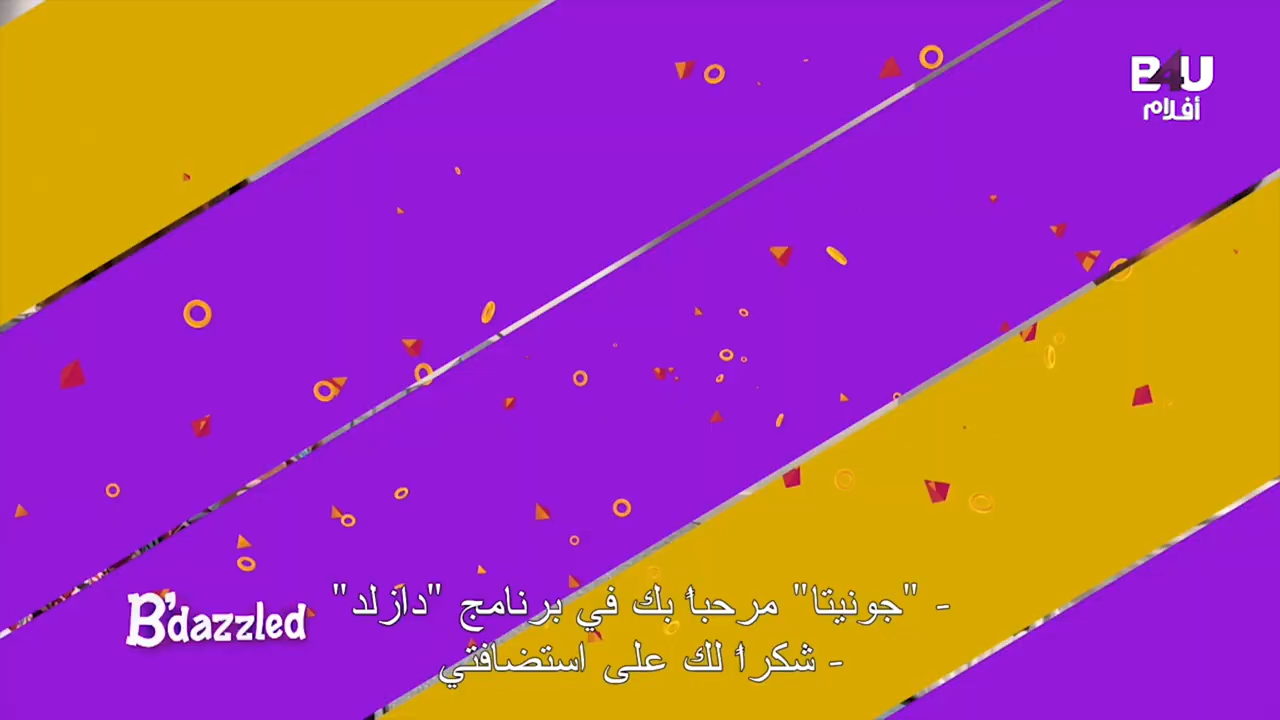 B4U
أفلام
- "جونيتا" مرحباً بك في برنامج "دازلد"
- شكراً لك على استضافتي
B'dazzled